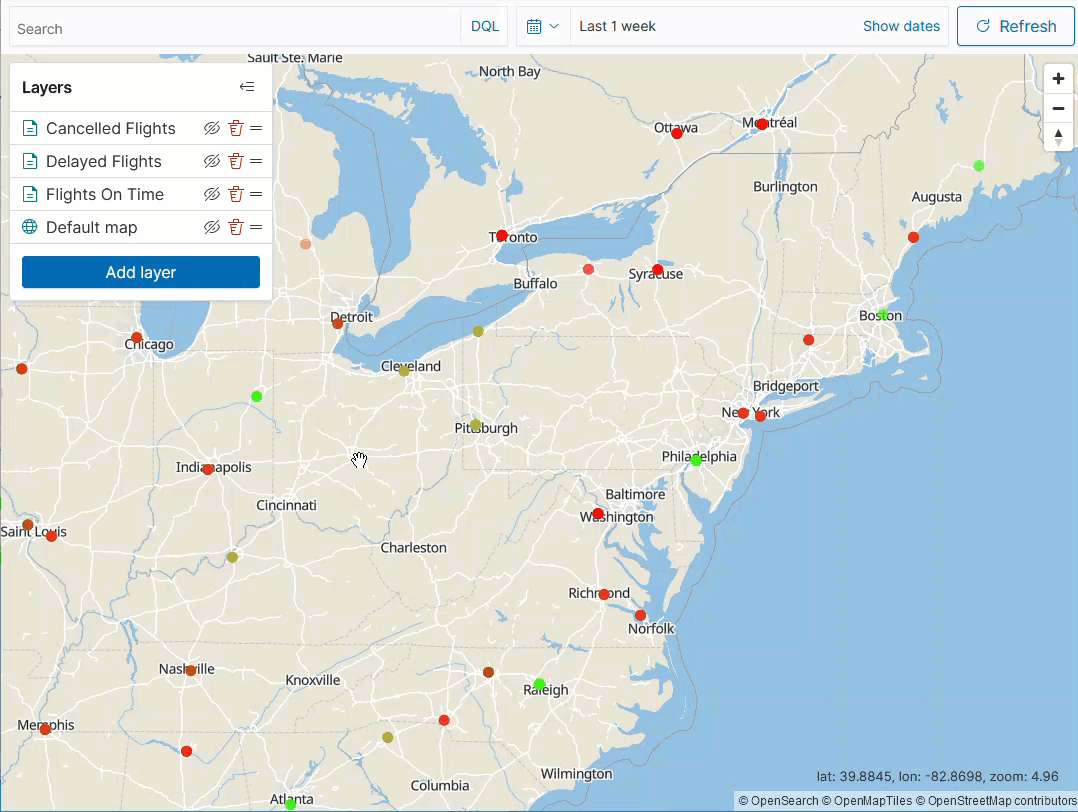 Search
DQL
Last 1 week
Show dates
Refresh
Layers
Cancelled Flights
Delayed Flights
Flights On Time
Default map
Add layer
Sault Ste. Marie
North Bay
Ottawa
Montréal
Burlington
Augusta
Toronto
Syracuse
Buffalo
Boston
Detroit
Chicago
Cleveland
Bridgeport
New York
Pittsburgh
Philadelphia
Indianapolis
Baltimore
Cincinnati
Washington
Saint Louis
Charleston
Richmond
Norfolk
Nashville
Knoxville
Raleigh
Memphis
Wilmington
Columbia
Atlanta
lat: 39.8845, lon: -82.8698, zoom: 4.96
© OpenSearch © OpenMapTiles © OpenStreetMap contributors